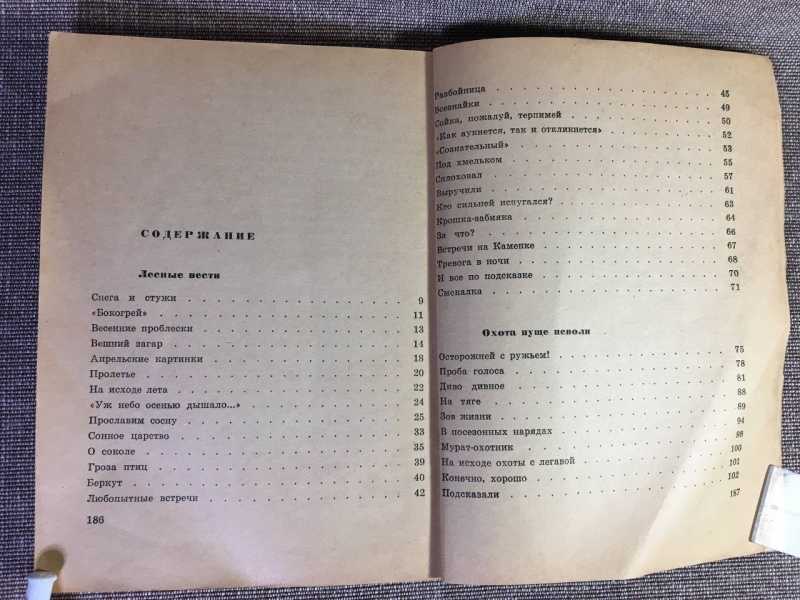 СОДЕРЖАНИЕ
Лесные вести
Снега и стужи . . . 9
«Бокогрей» . . . 11
Весенние проблески . . . 13
Вешний загар . . . 14
Апрельские картинки . . . 18
Пролетье . . . 20
На исходе лета . . . 22
«Уж небо осенью дышало...» . . . 24
Прославим сосну . . . 25
Сонное царство . . . 33
О соколе . . . 35
Гроза птиц . . . 39
Беркут . . . 40
Любопытные встречи . . . 42
186
Разбойница . . . 45
Всезнайки . . . 49
Сойка, пожалуй, терпимей . . . 50
«Как аукнется, так и откликнется» . . . 52
«Сознательный» . . . 53
Под хмельком . . . 55
Сплоховал . . . 57
Выручили . . . 61
Кто сильней испугался? . . . 63
Крошка-забияка . . . 64
За что? . . . 66
Встречи на Каменке . . . 67
Тревога в ночи . . . 68
И все по подсказке . . . 70
Смекалка . . . 71
Охота пуще неволи
Осторожней с ружьем! . . . 75
Проба голоса . . . 78
Диво дивное . . . 81
На тяге . . . 88
Зов жизни . . . 89
В посезонных нарядах . . . 94
Мурат-охотник . . . 98
На исходе охоты с легавой . . . 100
Конечно, хорошо . . . 101
Подсказали . . . 102
187